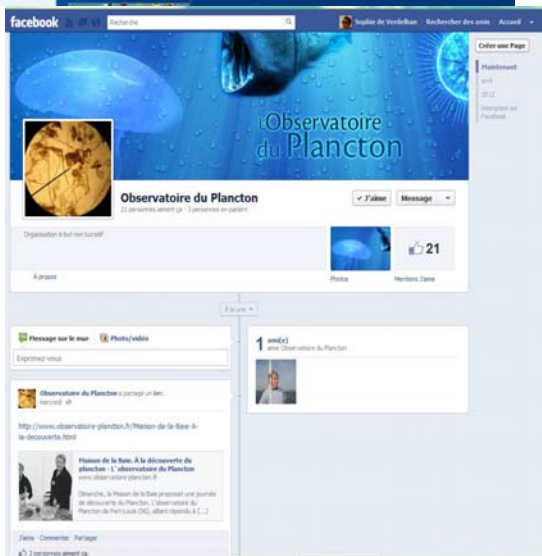 facebook
Recherche
Sophie de Verdelhan Rechercher des amis Accueil
Créer une Page
Maintenant
avril
2012
Inscription sur
Facebook
L'Observatoire
du Plancton
Observatoire du Plancton
21 personnes aiment ça · 3 personnes en parlent
J'aime
Message
Organisation à but non lucratif
21
À propos
Photos
Mentions J'aime
À la une
Message sur le mur
Photo/vidéo
Exprimez-vous
1 ami(e)
aime Observatoire du Plancton
Observatoire du Plancton a partagé un lien.
mercredi
http://www.observatoire-plancton.fr/Maison-de-la-Baie-A-
la-decouverte.html
Maison de la Baie. À la découverte du
plancton - L' observatoire du Plancton
www.observatoire-plancton.fr
Dimanche, la Maison de la Baie proposait une journée
de découverte du Plancton. L'observatoire du
Plancton de Port-Louis (56), allant répondu à (...)
J'aime · Commenter · Partager
2 personnes aiment ça.